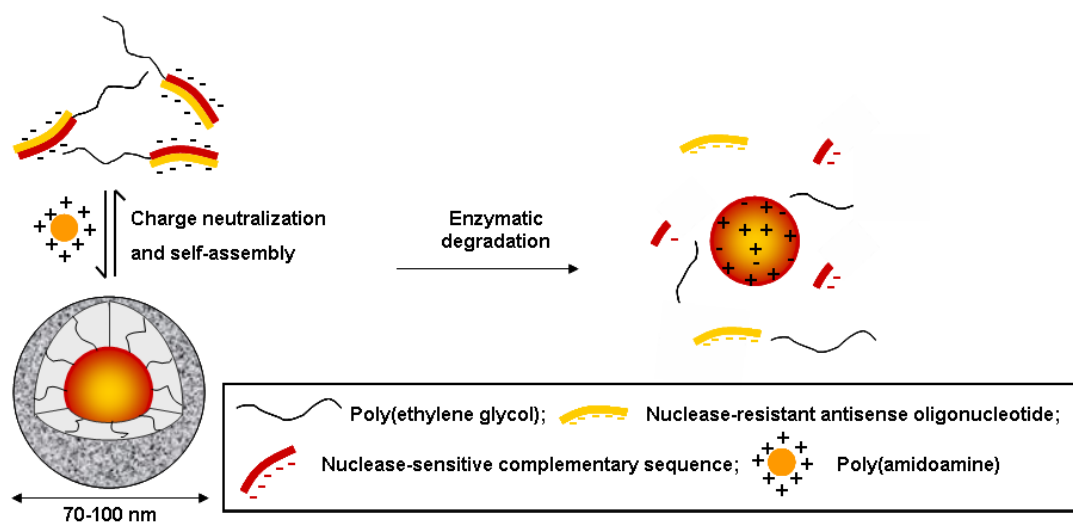 Charge neutralization
and self-assembly
Enzymatic
degradation
70-100 nm
Poly(ethylene glycol);
Nuclease-resistant antisense oligonucleotide;
Nuclease-sensitive complementary sequence;
Poly(amidoamine)